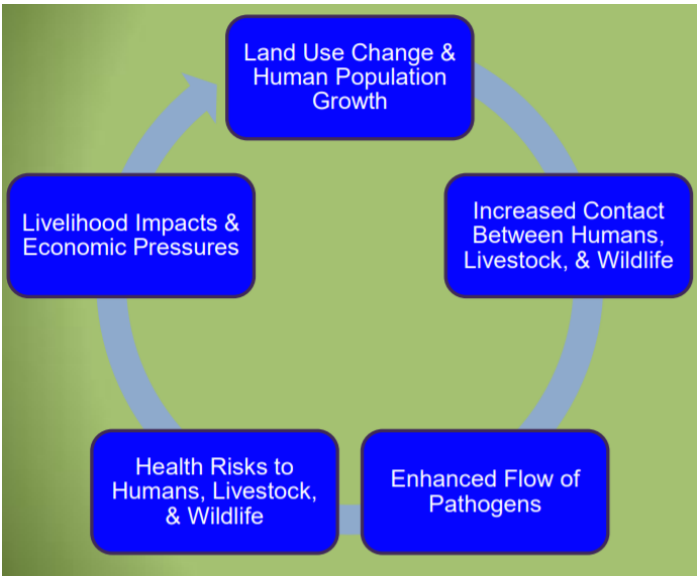 Land Use Change &
Human Population
Growth
Increased Contact
Between Humans,
Livestock, & Wildlife
Enhanced Flow of
Pathogens
Health Risks to
Humans, Livestock,
& Wildlife
Livelihood Impacts &
Economic Pressures